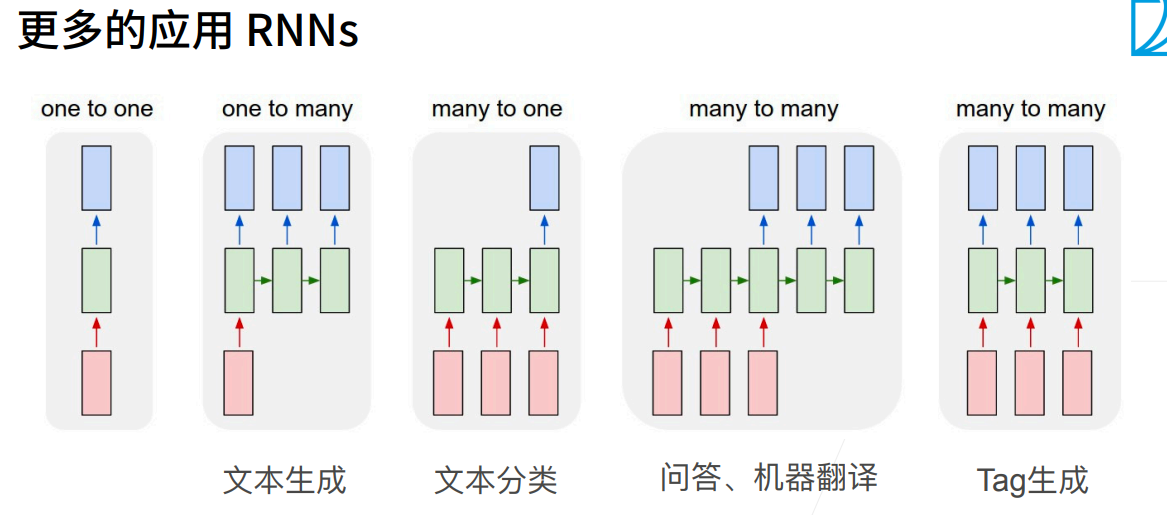 更多的应用 RNNs
one to one
one to many
many to one
many to many
many to many
文本生成
文本分类
问答、机器翻译
Tag生成